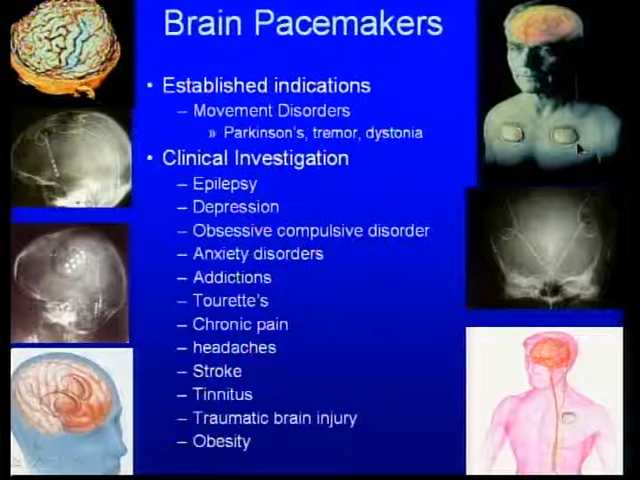 Brain Pacemakers
• Established indications
– Movement Disorders
» Parkinson's, tremor, dystonia
• Clinical Investigation
– Epilepsy
– Depression
– Obsessive compulsive disorder
– Anxiety disorders
– Addictions
– Tourette's
– Chronic pain
– headaches
– Stroke
– Tinnitus
– Traumatic brain injury
– Obesity